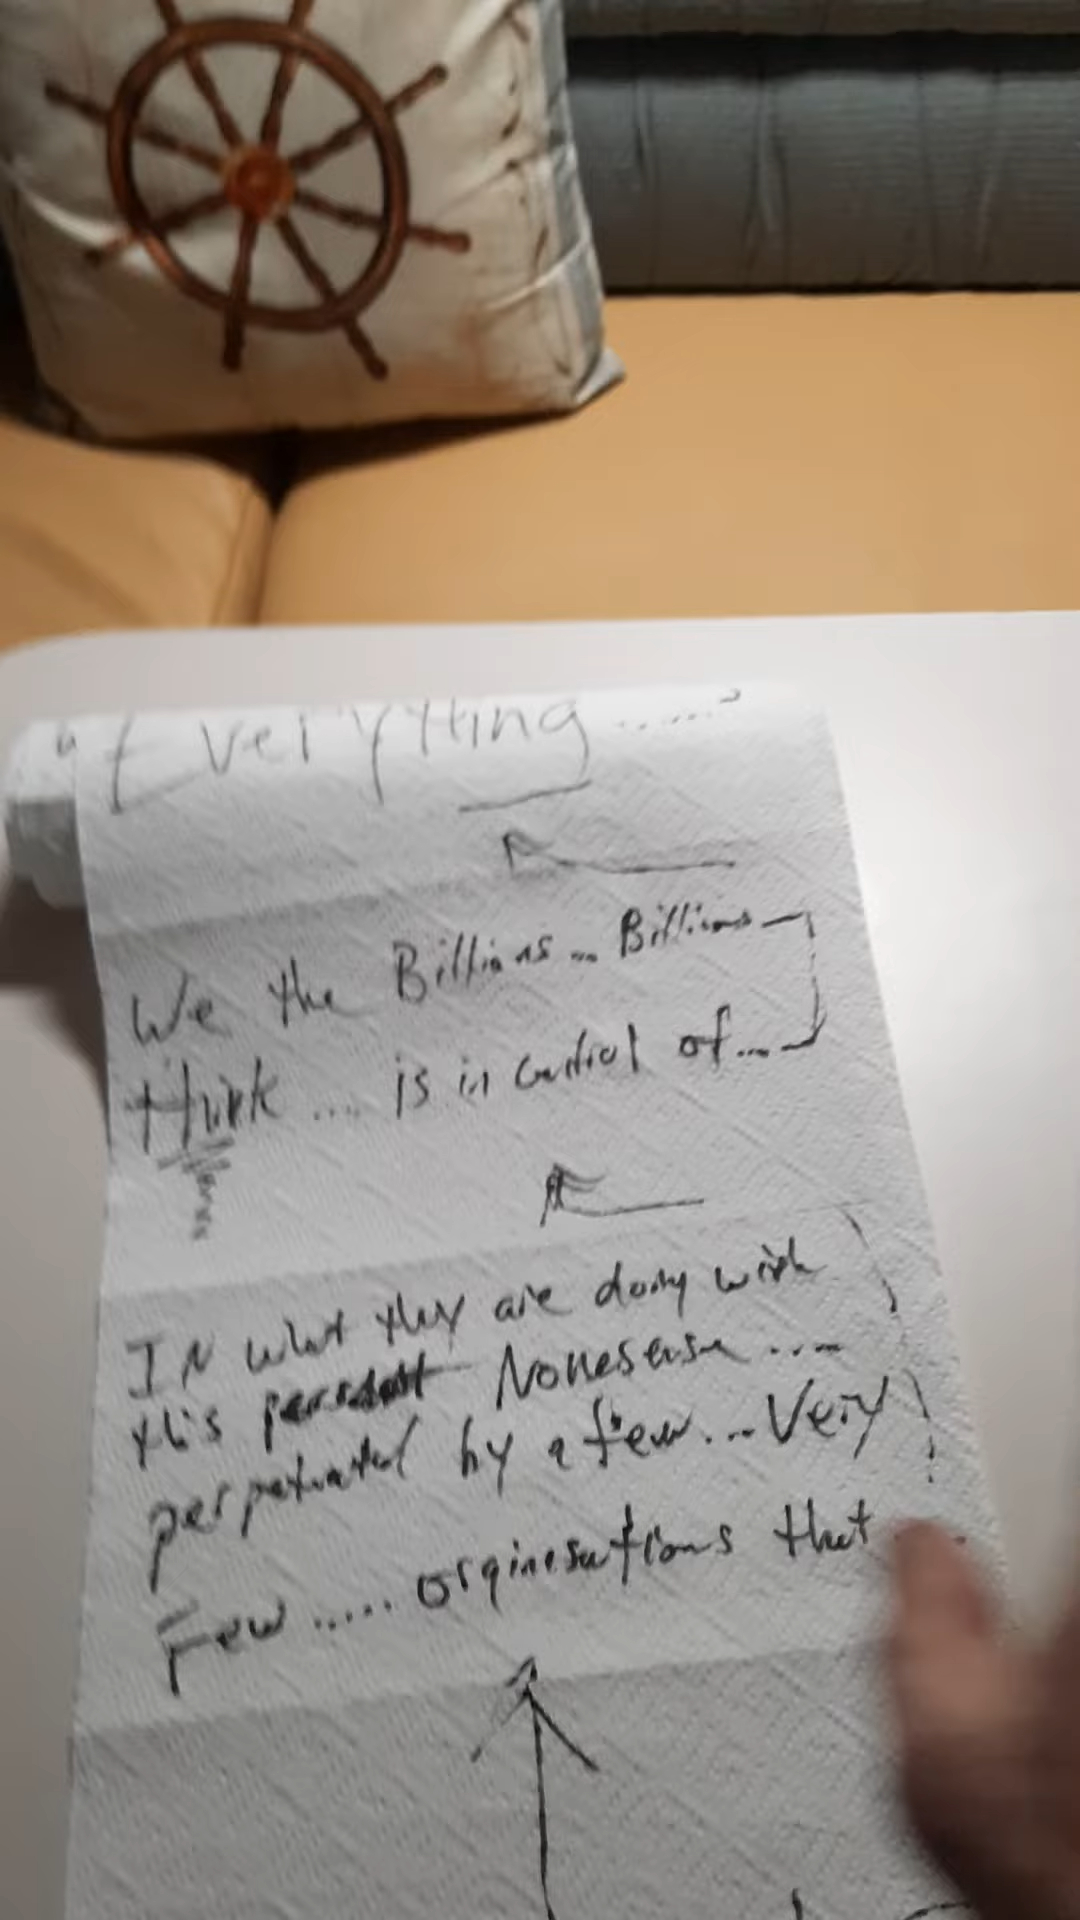 "Everything ......"
We the Billions ... Billions
think .... is in control of ...
IN what they are doing with
this Nonesense .....
perpetuated by a few ... Very
Few ..... orginesations that